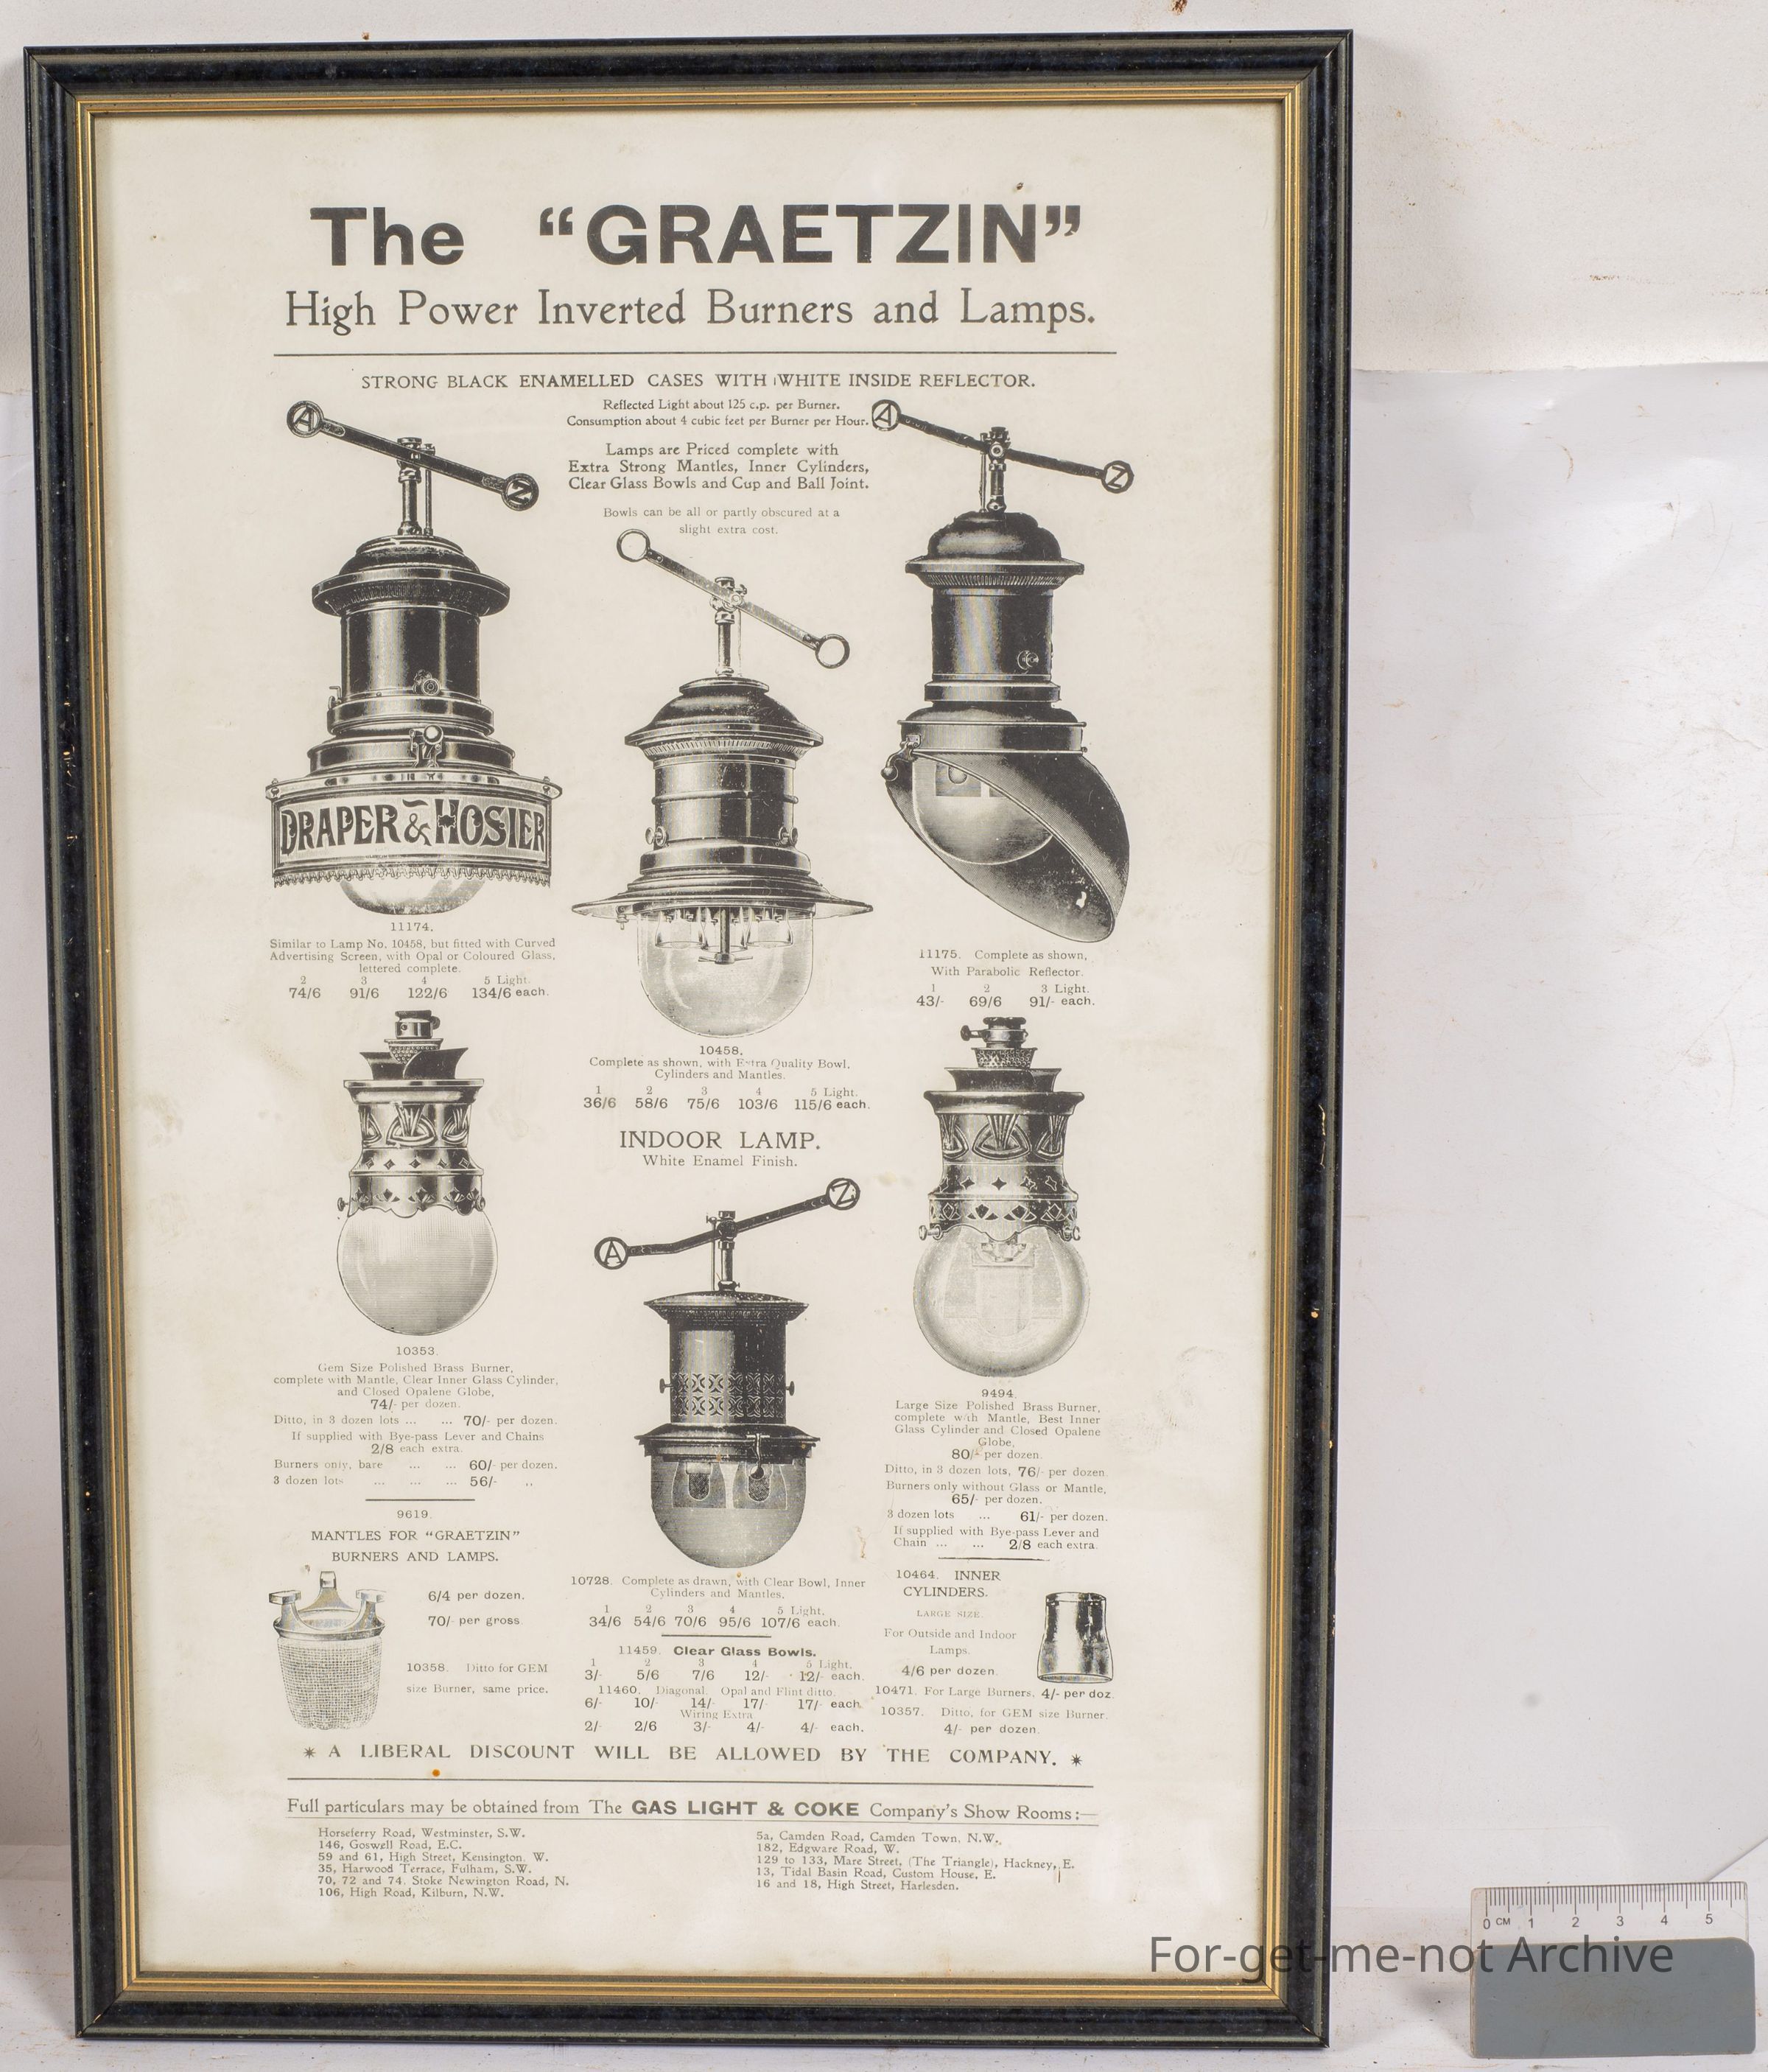 The “GRAETZIN”
High Power Inverted Burners and Lamps.
STRONG BLACK ENAMELLED CASES WITH WHITE INSIDE REFLECTOR.
Reflected Light about 125 c.p. per Burner.
Consumption about 4 cubic feet per Burner per Hour.
Lamps are Priced complete with
Extra Strong Mantles, Inner Cylinders,
Clear Glass Bowls and Cup and Ball Joint.
Bowls can be all or partly obscured at a
slight extra cost.
A
Z
DRAPER & HOSIER
11174.
Similar to Lamp No. 10458, but fitted with Curved
Advertising Screen, with Opal or Coloured Glass,
lettered complete.
2 3 4 5 Light.
74/6 91/6 122/6 134/6 each.
10458.
Complete as shown, with Extra Quality Bowl,
Cylinders and Mantles.
1 2 3 4 5 Light.
36/6 58/6 75/6 103/6 115/6 each.
A
Z
11175. Complete as shown,
With Parabolic Reflector.
1 2 3 Light.
43/- 69/6 91/- each.
10353.
Gem Size Polished Brass Burner,
complete with Mantle, Clear Inner Glass Cylinder,
and Closed Opalene Globe,
74/- per dozen.
Ditto, in 3 dozen lots ... ... 70/- per dozen.
If supplied with Bye-pass Lever and Chains
2/8 each extra.
Burners only, bare ... ... 60/- per dozen.
3 dozen lots ... ... ... 56/- ,,
9619.
MANTLES FOR “GRAETZIN”
BURNERS AND LAMPS.
6/4 per dozen.
70/- per gross
10358. Ditto for GEM
size Burner, same price.
INDOOR LAMP.
White Enamel Finish.
A
Z
10728. Complete as drawn, with Clear Bowl, Inner
Cylinders and Mantles.
1 2 3 4 5 Light.
34/6 54/6 70/6 95/6 107/6 each.
11459. Clear Glass Bowls.
1 2 3 4 5 Light.
3/- 5/6 7/6 12/- 12/- each.
11460. Diagonal. Opal and Flint ditto.
6/- 10/- 14/- 17/- 17/- each
Wiring Extra
2/- 2/6 3/- 4/- 4/- each.
9494.
Large Size Polished Brass Burner,
complete with Mantle, Best Inner
Glass Cylinder and Closed Opalene
Globe,
80/- per dozen.
Ditto, in 3 dozen lots, 76/- per dozen.
Burners only without Glass or Mantle,
65/- per dozen.
3 dozen lots ... 61/- per dozen.
If supplied with Bye-pass Lever and
Chain ... ... 2/8 each extra.
10464. INNER
CYLINDERS.
LARGE SIZE.
For Outside and Indoor
Lamps.
4/6 per dozen.
10471. For Large Burners, 4/- per doz.
10357. Ditto, for GEM size Burner.
4/- per dozen.
✷ A LIBERAL DISCOUNT WILL BE ALLOWED BY THE COMPANY. ✷
Full particulars may be obtained from The GAS LIGHT & COKE Company's Show Rooms:—
Horseferry Road, Westminster, S.W.
146, Goswell Road, E.C.
59 and 61, High Street, Kensington. W.
35, Harwood Terrace, Fulham, S.W.
70, 72 and 74, Stoke Newington Road, N.
106, High Road, Kilburn, N.W.
5a, Camden Road, Camden Town, N.W.
182, Edgware Road, W.
129 to 133, Mare Street, (The Triangle), Hackney, E.
13, Tidal Basin Road, Custom House, E.
16 and 18, High Street, Harlesden.
0 CM 1 2 3 4 5
For-get-me-not Archive